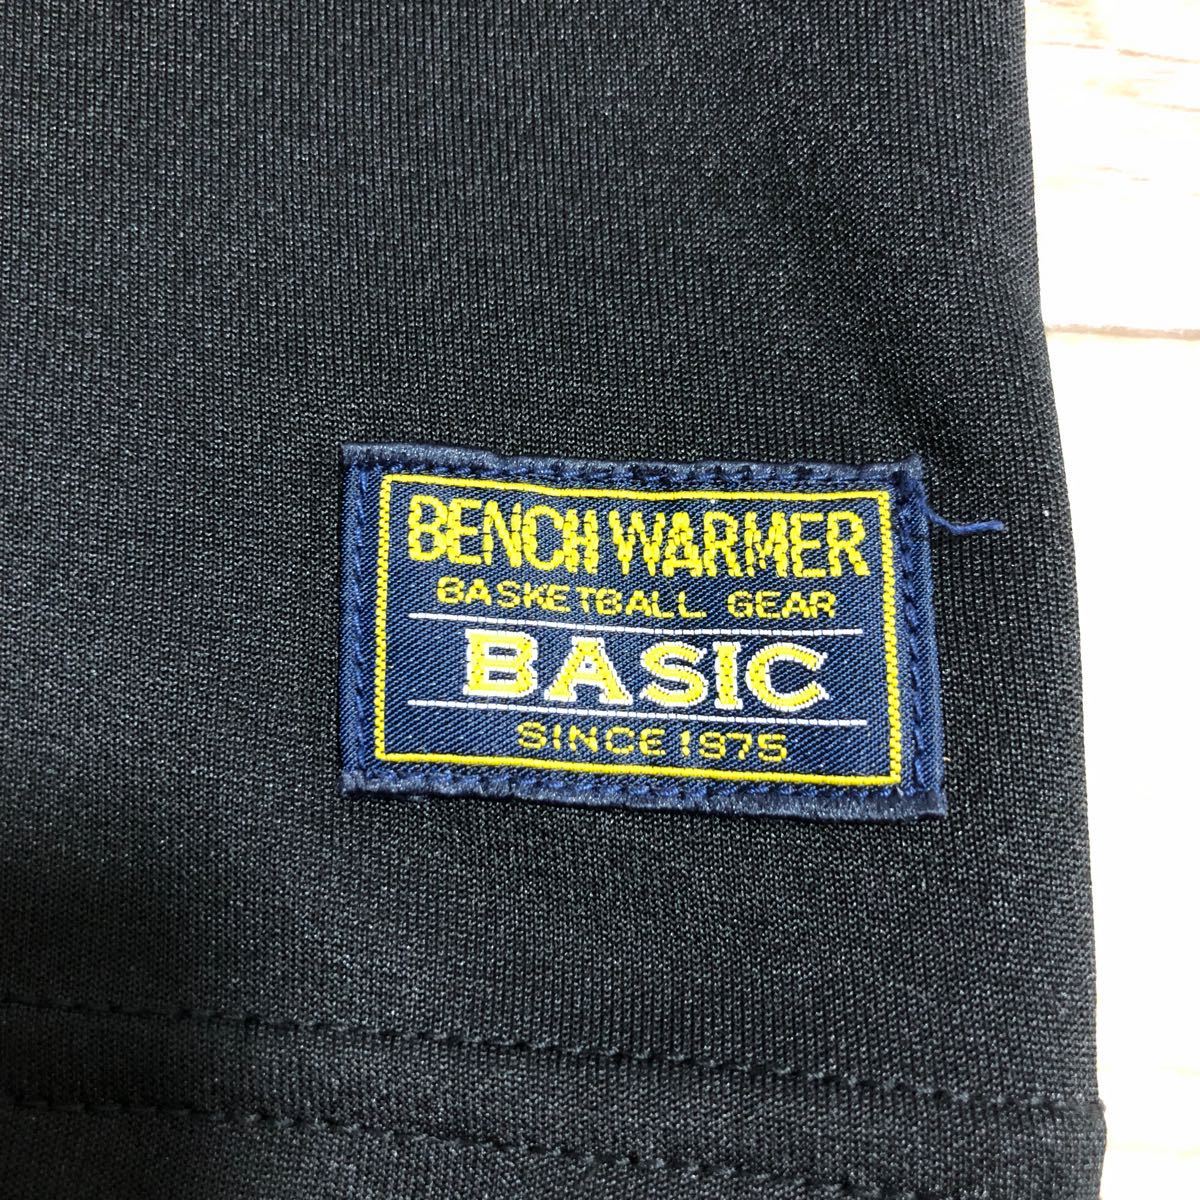 BENCH WARMER
BASKETBALL GEAR
BASIC
SINCE 1975